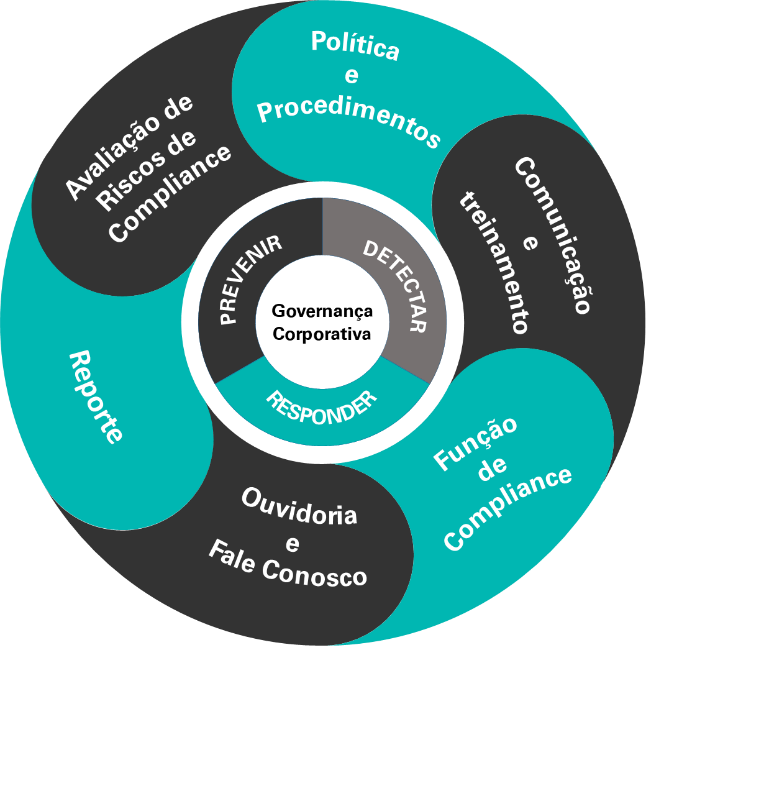 Política
e
Procedimentos
Comunicação
e
treinamento
Função
de
Compliance
Ouvidoria
e
Fale Conosco
Reporte
Avaliação de
Riscos de
Compliance
PREVENIR
DETECTAR
RESPONDER
Governança
Corporativa